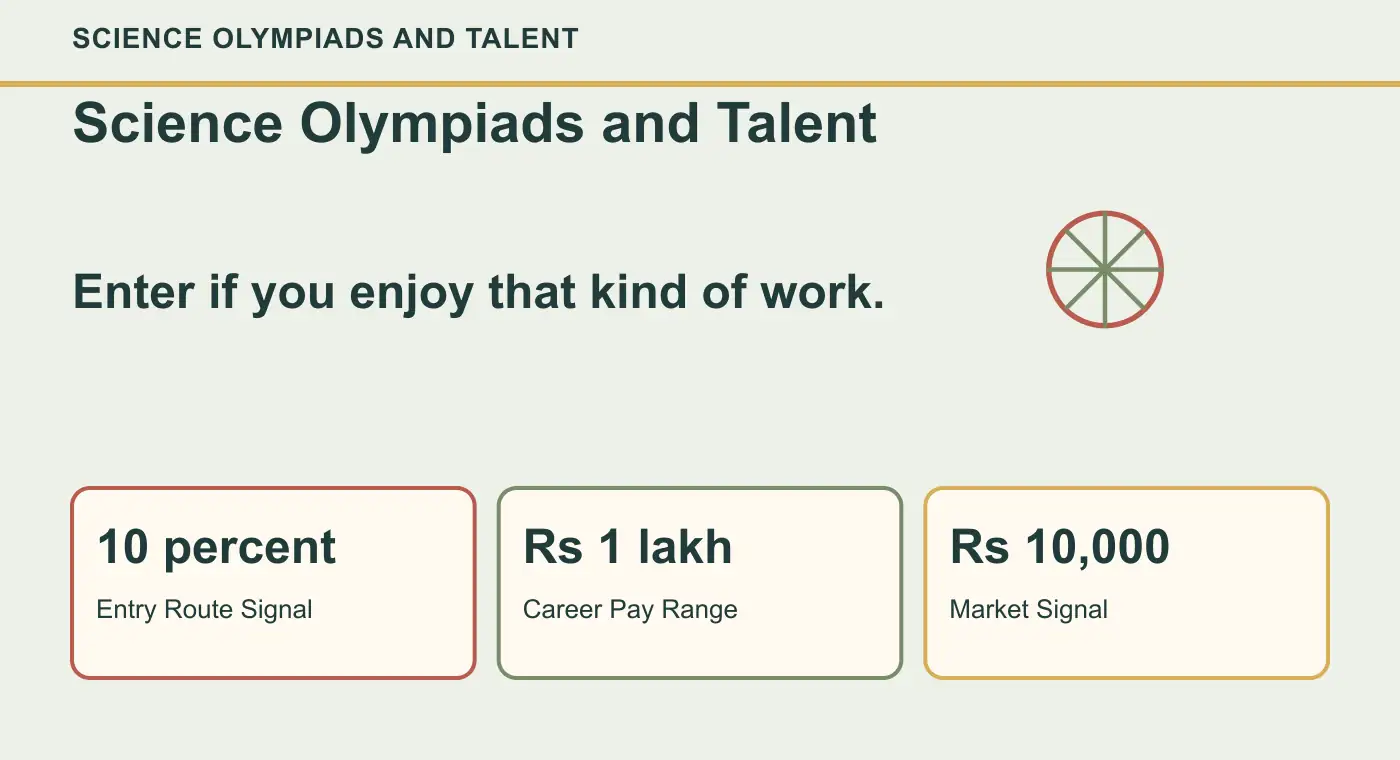 SCIENCE OLYMPIADS AND TALENT
Science Olympiads and Talent
Enter if you enjoy that kind of work.
10 percent
Entry Route Signal
Rs 1 lakh
Career Pay Range
Rs 10,000
Market Signal